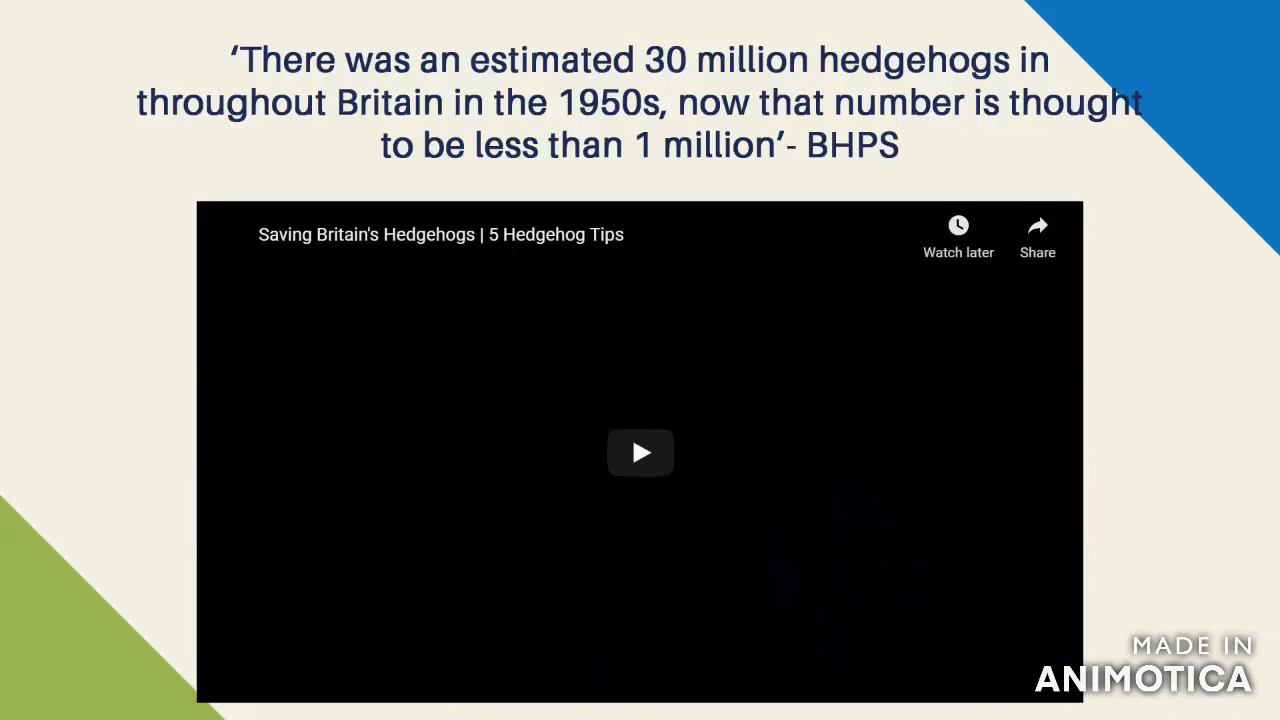 ‘There was an estimated 30 million hedgehogs in
throughout Britain in the 1950s, now that number is thought
to be less than 1 million’- BHPS
Saving Britain's Hedgehogs | 5 Hedgehog Tips
Watch later
Share
MADE IN
ANIMOTICA